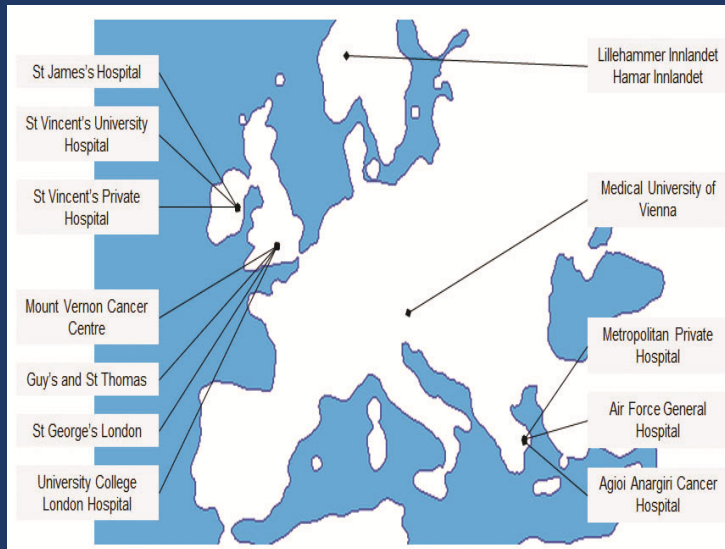 St James's Hospital
St Vincent's University
Hospital
St Vincent's Private
Hospital
Mount Vernon Cancer
Centre
Guy's and St Thomas
St George's London
University College
London Hospital
Lillehammer Innlandet
Hamar Innlandet
Medical University of
Vienna
Metropolitan Private
Hospital
Air Force General
Hospital
Agioi Anargiri Cancer
Hospital